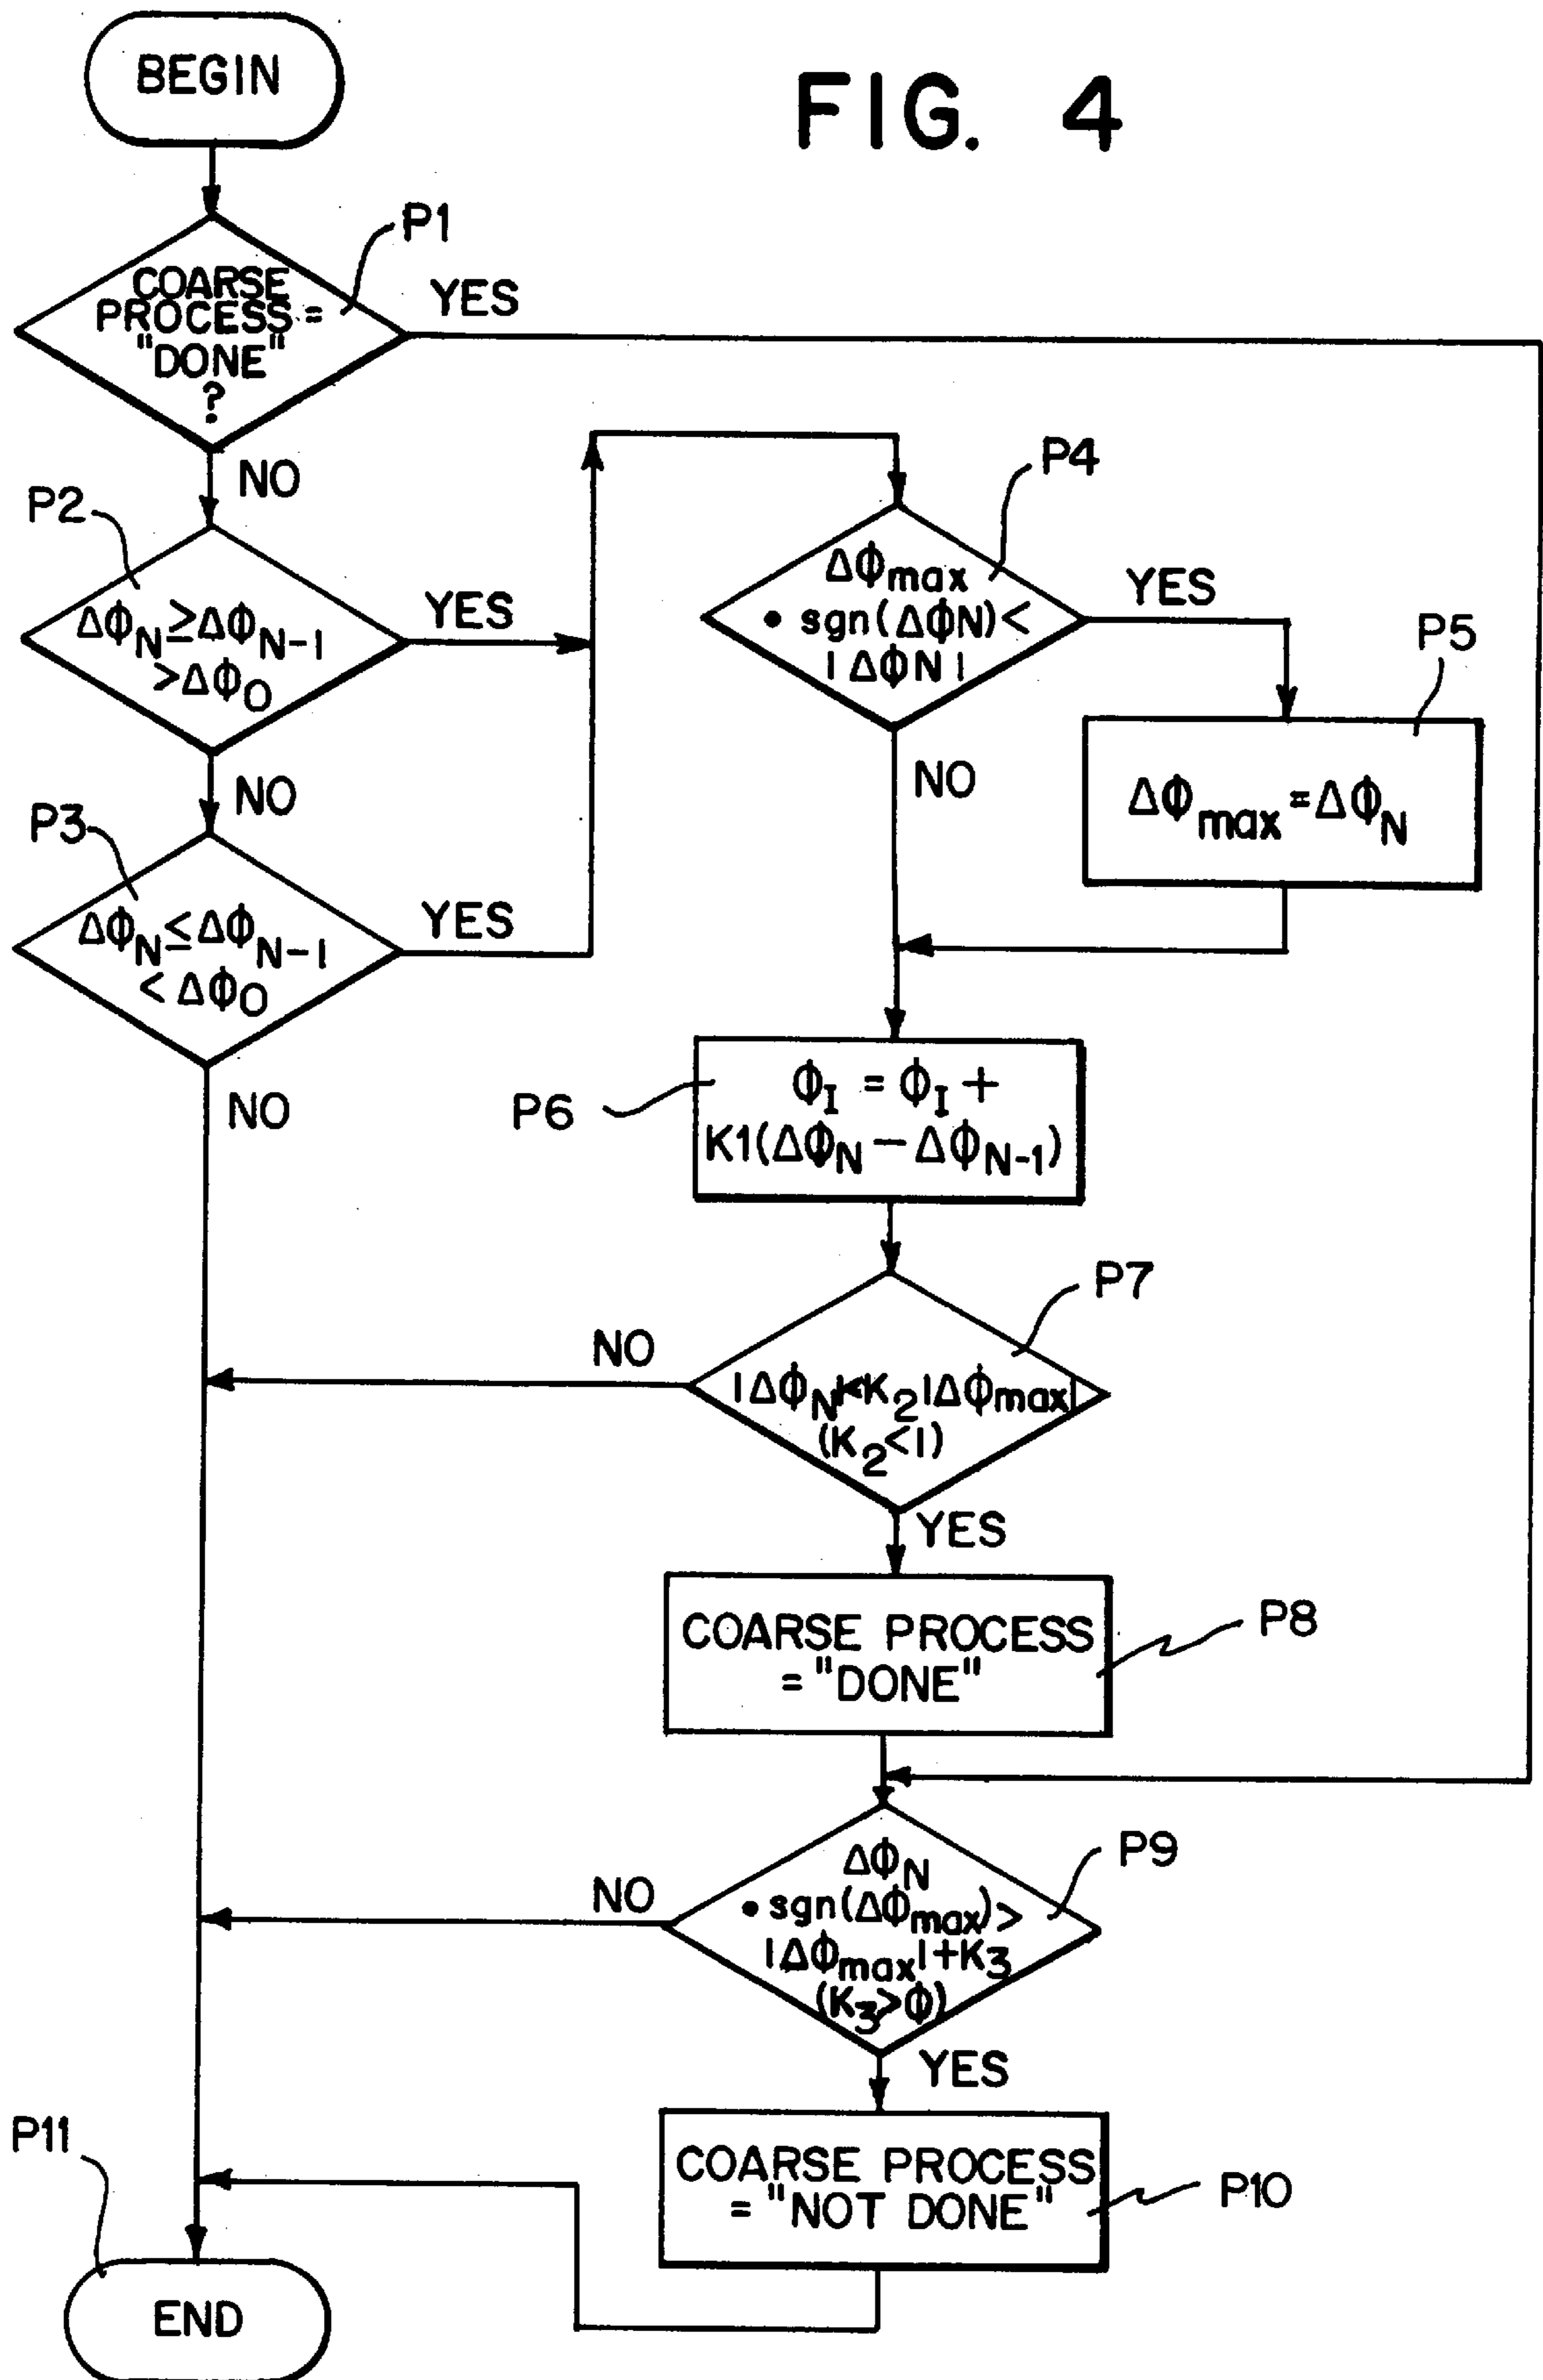 FIG. 4
BEGIN
P1
COARSE
PROCESS =
"DONE"
?
YES
NO
P2
ΔΦN ≥ ΔΦN-1
> ΔΦO
YES
NO
P3
ΔΦN ≤ ΔΦN-1
< ΔΦO
YES
NO
P4
ΔΦmax
• sgn(ΔΦN) <
|ΔΦN|
YES
NO
P5
ΔΦmax = ΔΦN
P6
ΦI = ΦI +
K1(ΔΦN - ΔΦN-1)
P7
|ΔΦN|<K2|ΔΦmax|
(K2<1)
NO
YES
P8
COARSE PROCESS
= "DONE"
P9
ΔΦN
• sgn(ΔΦmax) >
|ΔΦmax|+K3
(K3>Φ)
NO
YES
P10
COARSE PROCESS
= "NOT DONE"
P11
END